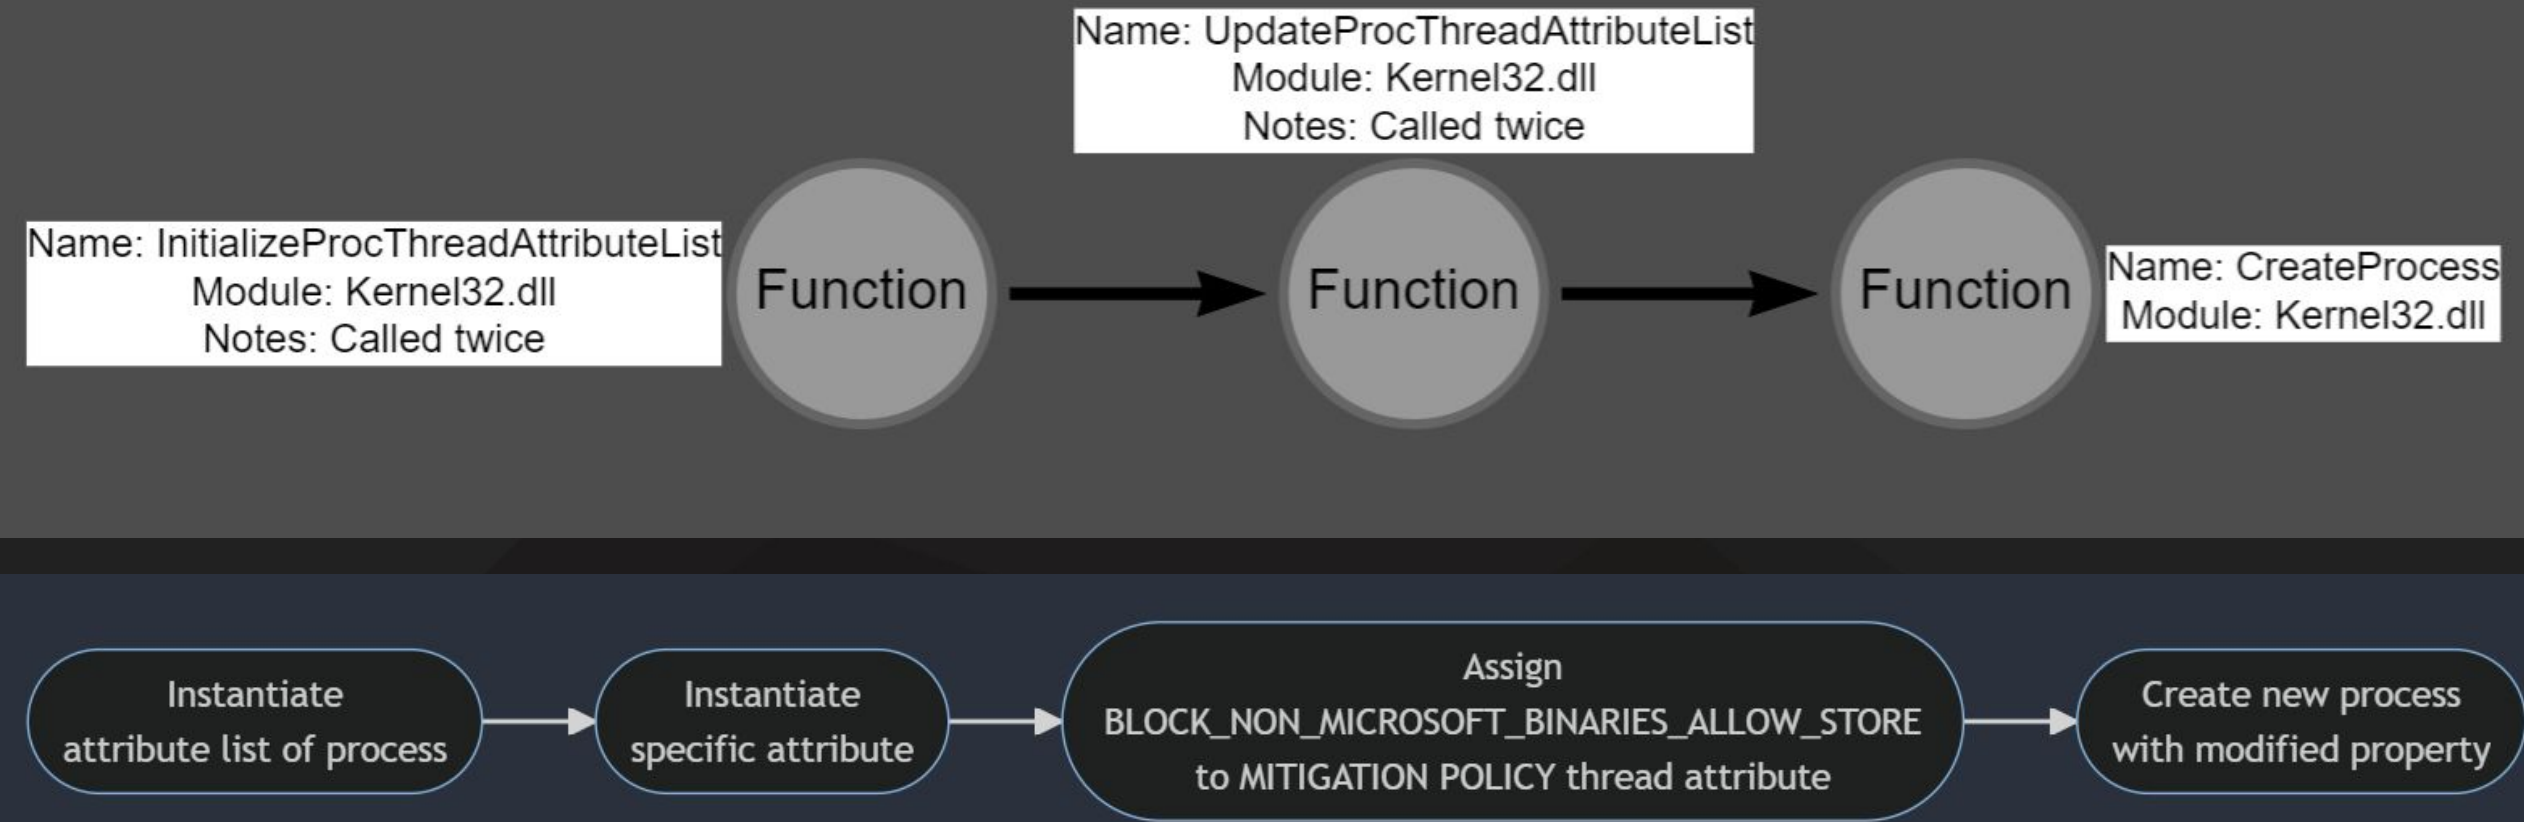 Name: UpdateProcThreadAttributeList
Module: Kernel32.dll
Notes: Called twice
Name: InitializeProcThreadAttributeList
Module: Kernel32.dll
Notes: Called twice
Function
Function
Function
Name: CreateProcess
Module: Kernel32.dll
Instantiate
attribute list of process
Instantiate
specific attribute
Assign
BLOCK_NON_MICROSOFT_BINARIES_ALLOW_STORE
to MITIGATION POLICY thread attribute
Create new process
with modified property